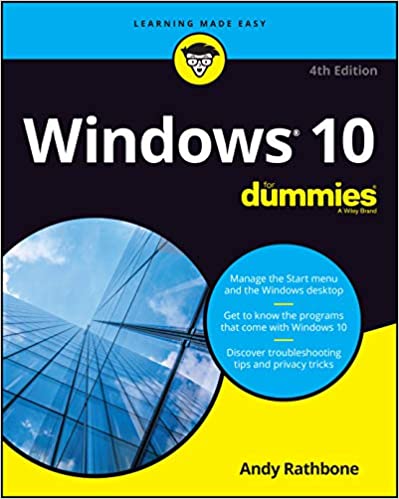 LEARNING MADE EASY
4th Edition
Windows® 10
for
dummies®
A Wiley Brand
Manage the Start menu
and the Windows desktop
Get to know the programs
that come with Windows 10
Discover troubleshooting
tips and privacy tricks
Andy Rathbone